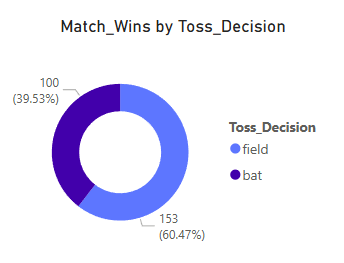 Match_Wins by Toss_Decision
100
(39.53%)
Toss_Decision
field
bat
153
(60.47%)